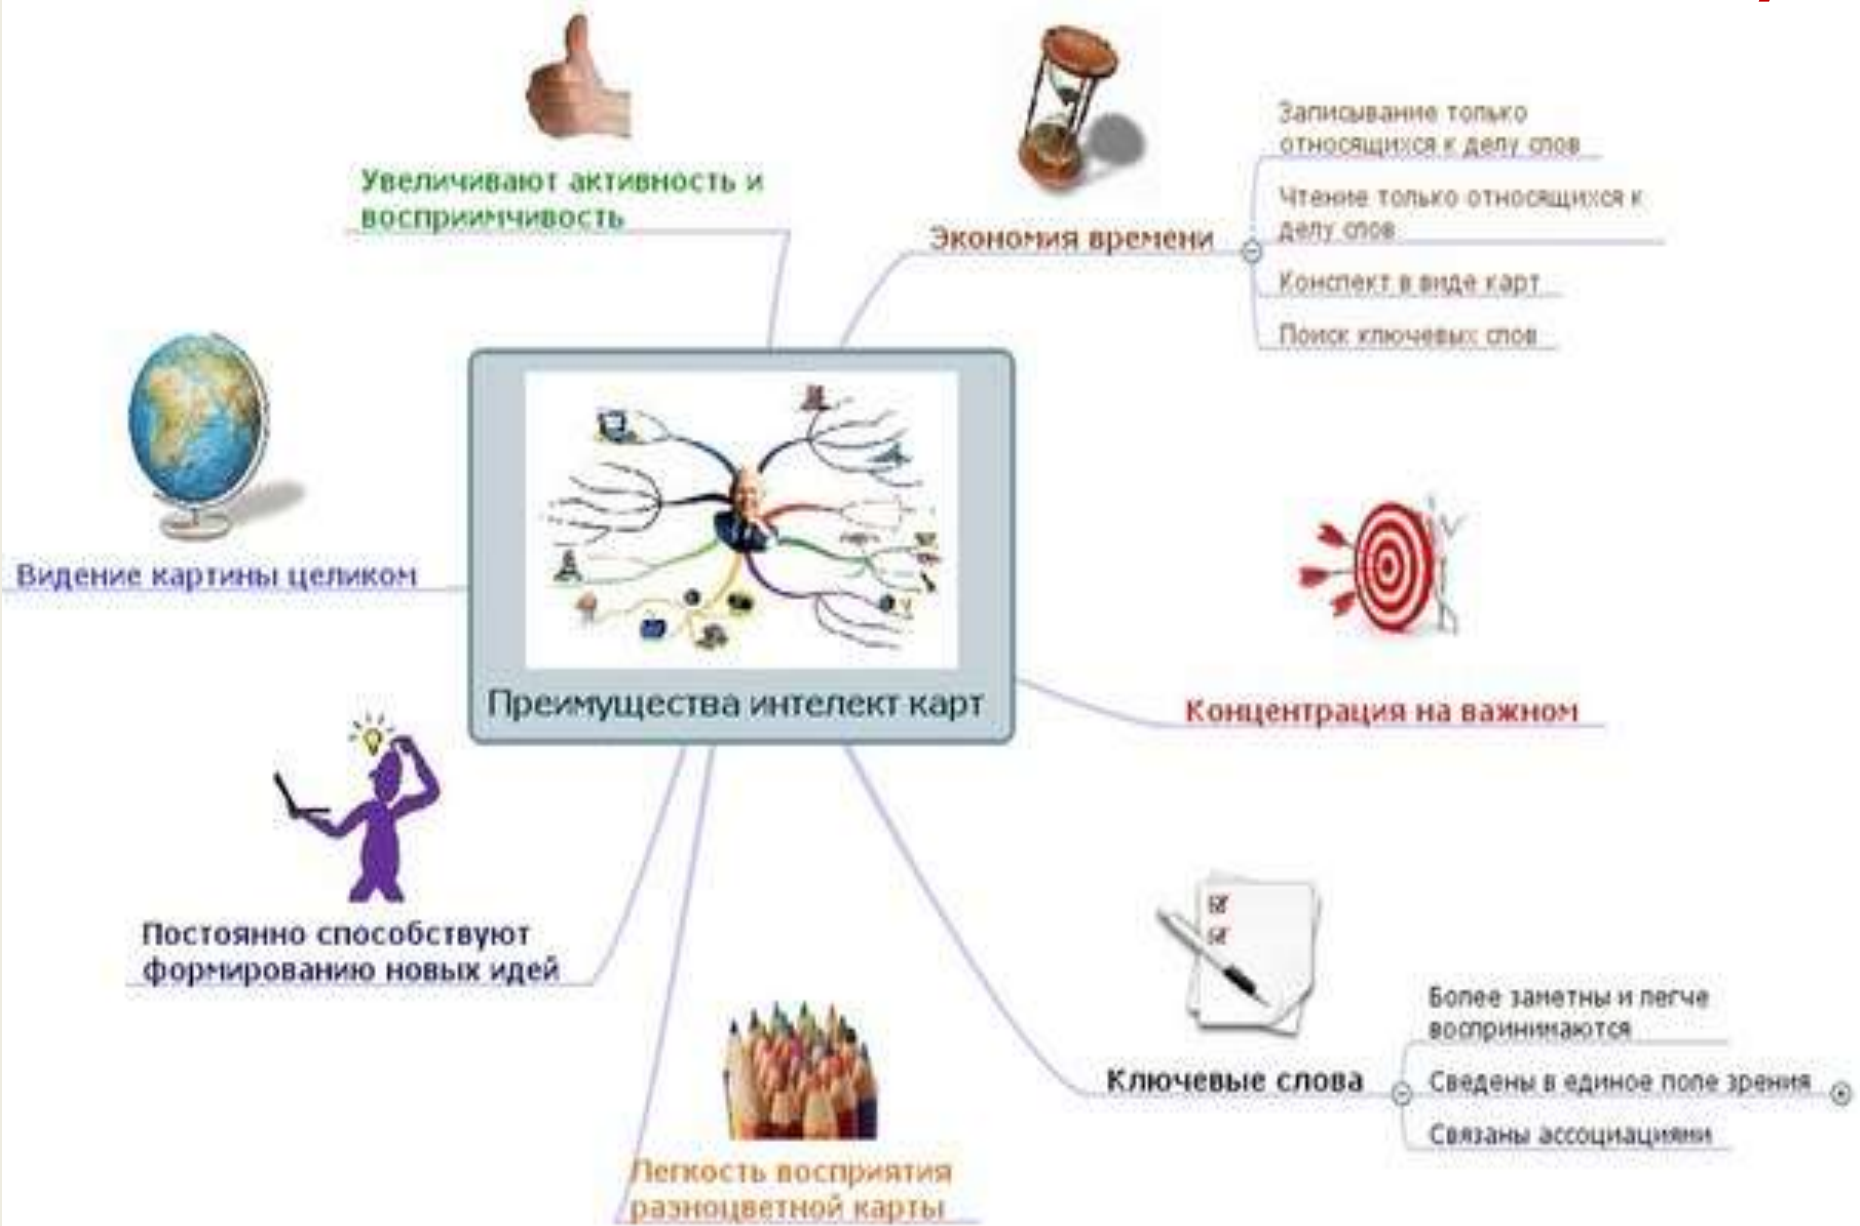 Увеличивают активность и
восприимчивость
Экономия времени
Записывание только
относящихся к делу слов
Чтение только относящихся к
делу слов
Конспект в виде карт
Поиск ключевых слов
Видение картины целиком
Преимущества интелект карт
Концентрация на важном
Постоянно способствуют
формированию новых идей
Легкость восприятия
разноцветной карты
Ключевые слова
Более заметны и легче
воспринимаются
Сведены в единое поле зрения
Связаны ассоциациями